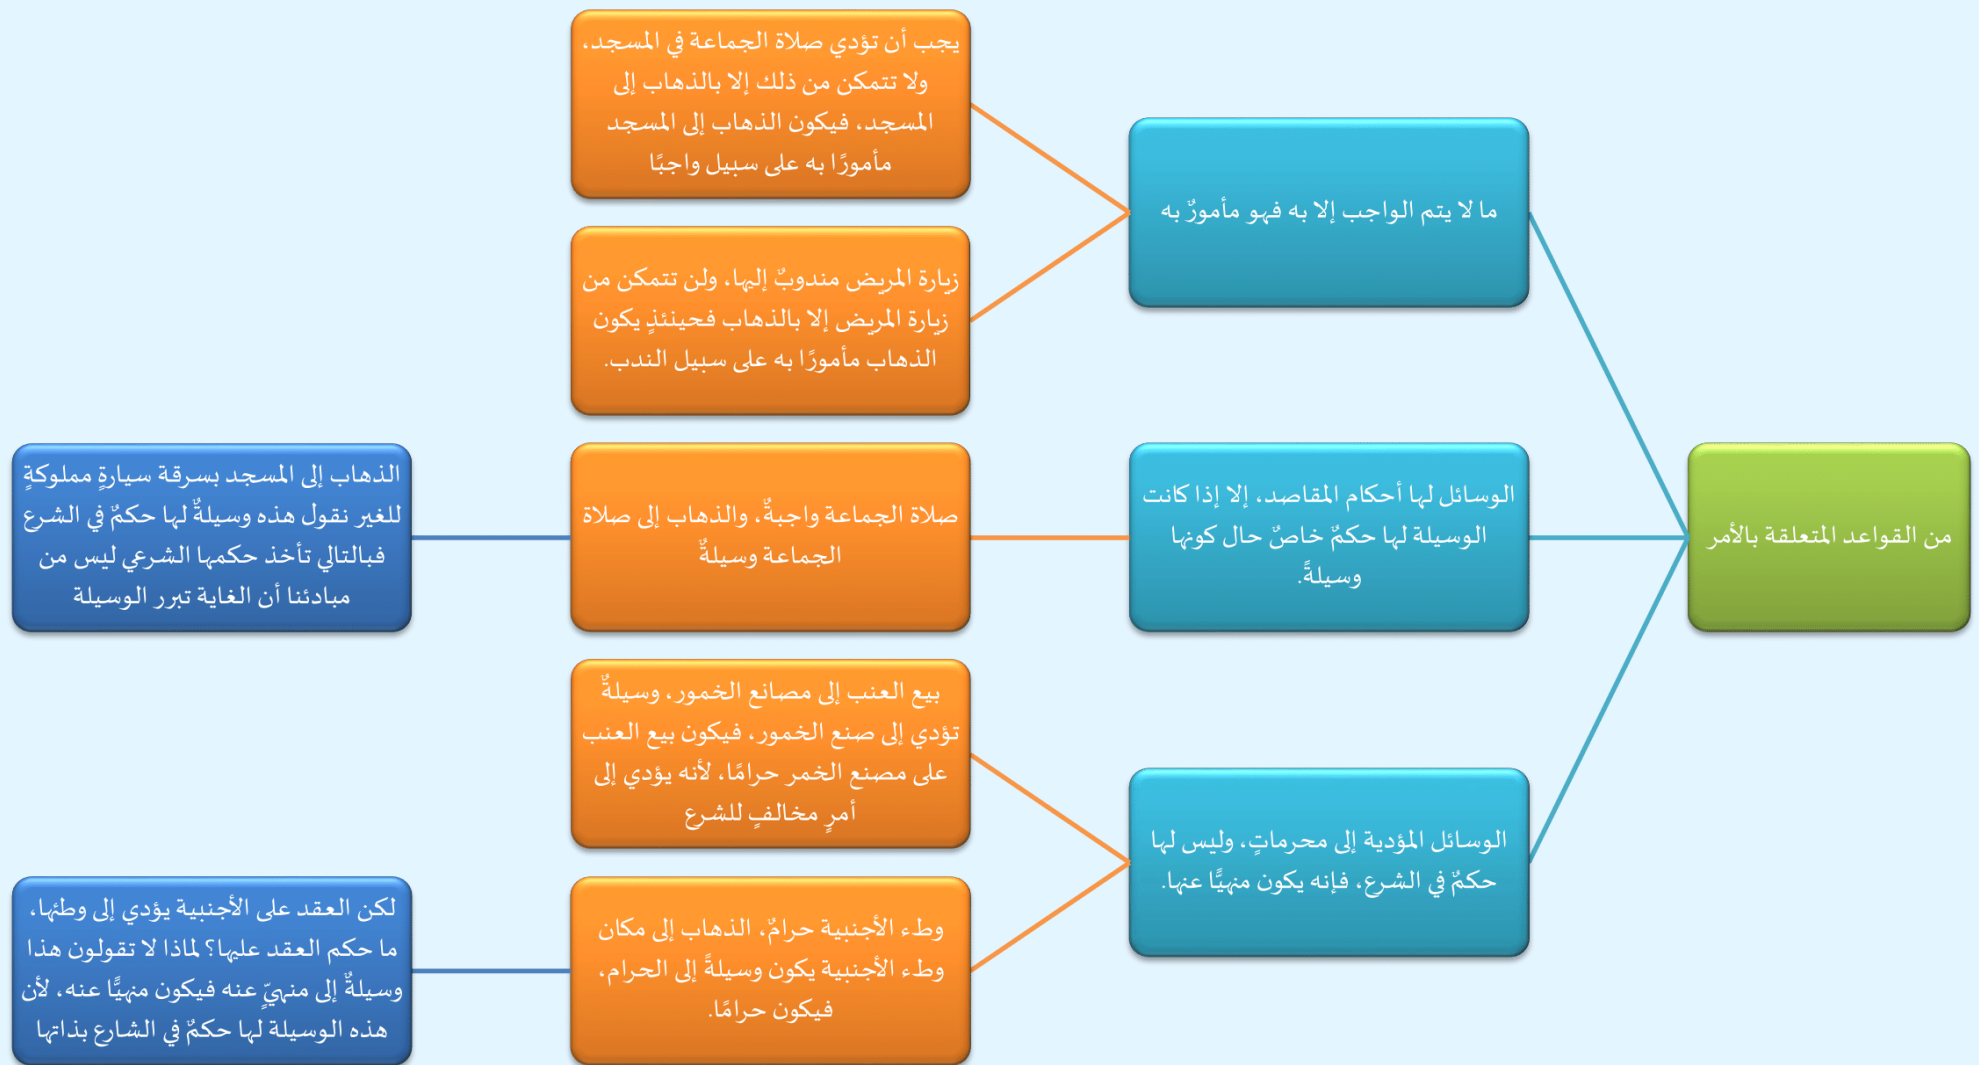 من القواعد المتعلقة بالأمر
ما لا يتم الواجب إلا به فهو مأمورٌ به
يجب أن تؤدي صلاة الجماعة في المسجد،
ولا تتمكن من ذلك إلا بالذهاب إلى
المسجد، فيكون الذهاب إلى المسجد
مأمورًا به على سبيل واجبًا
زيارة المريض مندوبٌ إليها، ولن تتمكن من
زيارة المريض إلا بالذهاب فحينئذٍ يكون
الذهاب مأمورًا به على سبيل الندب.
الوسائل لها أحكام المقاصد، إلا إذا كانت
الوسيلة لها حكمٌ خاصٌ حال كونها
وسيلةً.
صلاة الجماعة واجبةٌ، والذهاب إلى صلاة
الجماعة وسيلةٌ
الذهاب إلى المسجد بسرقة سيارةٍ مملوكةٍ
للغير نقول هذه وسيلةٌ لها حكمٌ في الشرع
فبالتالي تأخذ حكمها الشرعي ليس من
مبادئنا أن الغاية تبرر الوسيلة
الوسائل المؤدية إلى محرماتٍ، وليس لها
حكمٌ في الشرع، فإنه يكون منهيًّا عنها.
بيع العنب إلى مصانع الخمور، وسيلةٌ
تؤدي إلى صنع الخمور، فيكون بيع العنب
على مصنع الخمر حرامًا، لأنه يؤدي إلى
أمرٍ مخالفٍ للشرع
وطء الأجنبية حرامٌ، الذهاب إلى مكان
وطء الأجنبية يكون وسيلةً إلى الحرام،
فيكون حرامًا.
لكن العقد على الأجنبية يؤدي إلى وطئها،
ما حكم العقد عليها؟ لماذا لا تقولون هذا
وسيلةٌ إلى منهيٍّ عنه فيكون منهيًّا عنه، لأن
هذه الوسيلة لها حكمٌ في الشارع بذاتها